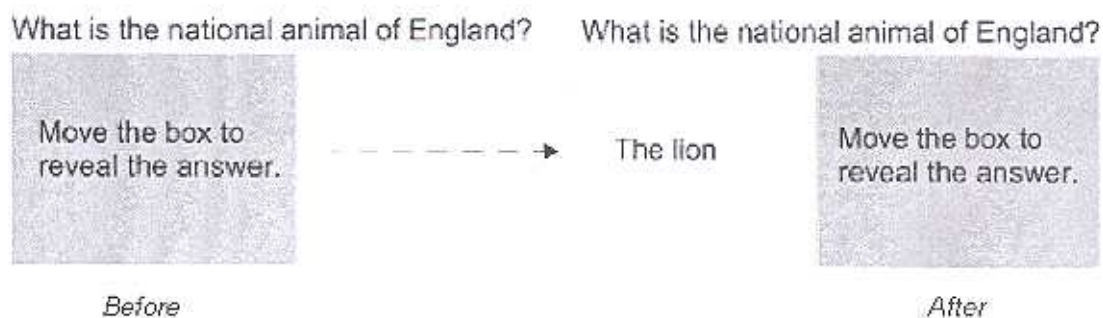 What is the national animal of England?
Move the box to
reveal the answer.
Before
What is the national animal of England?
The lion
Move the box to
reveal the answer.
After